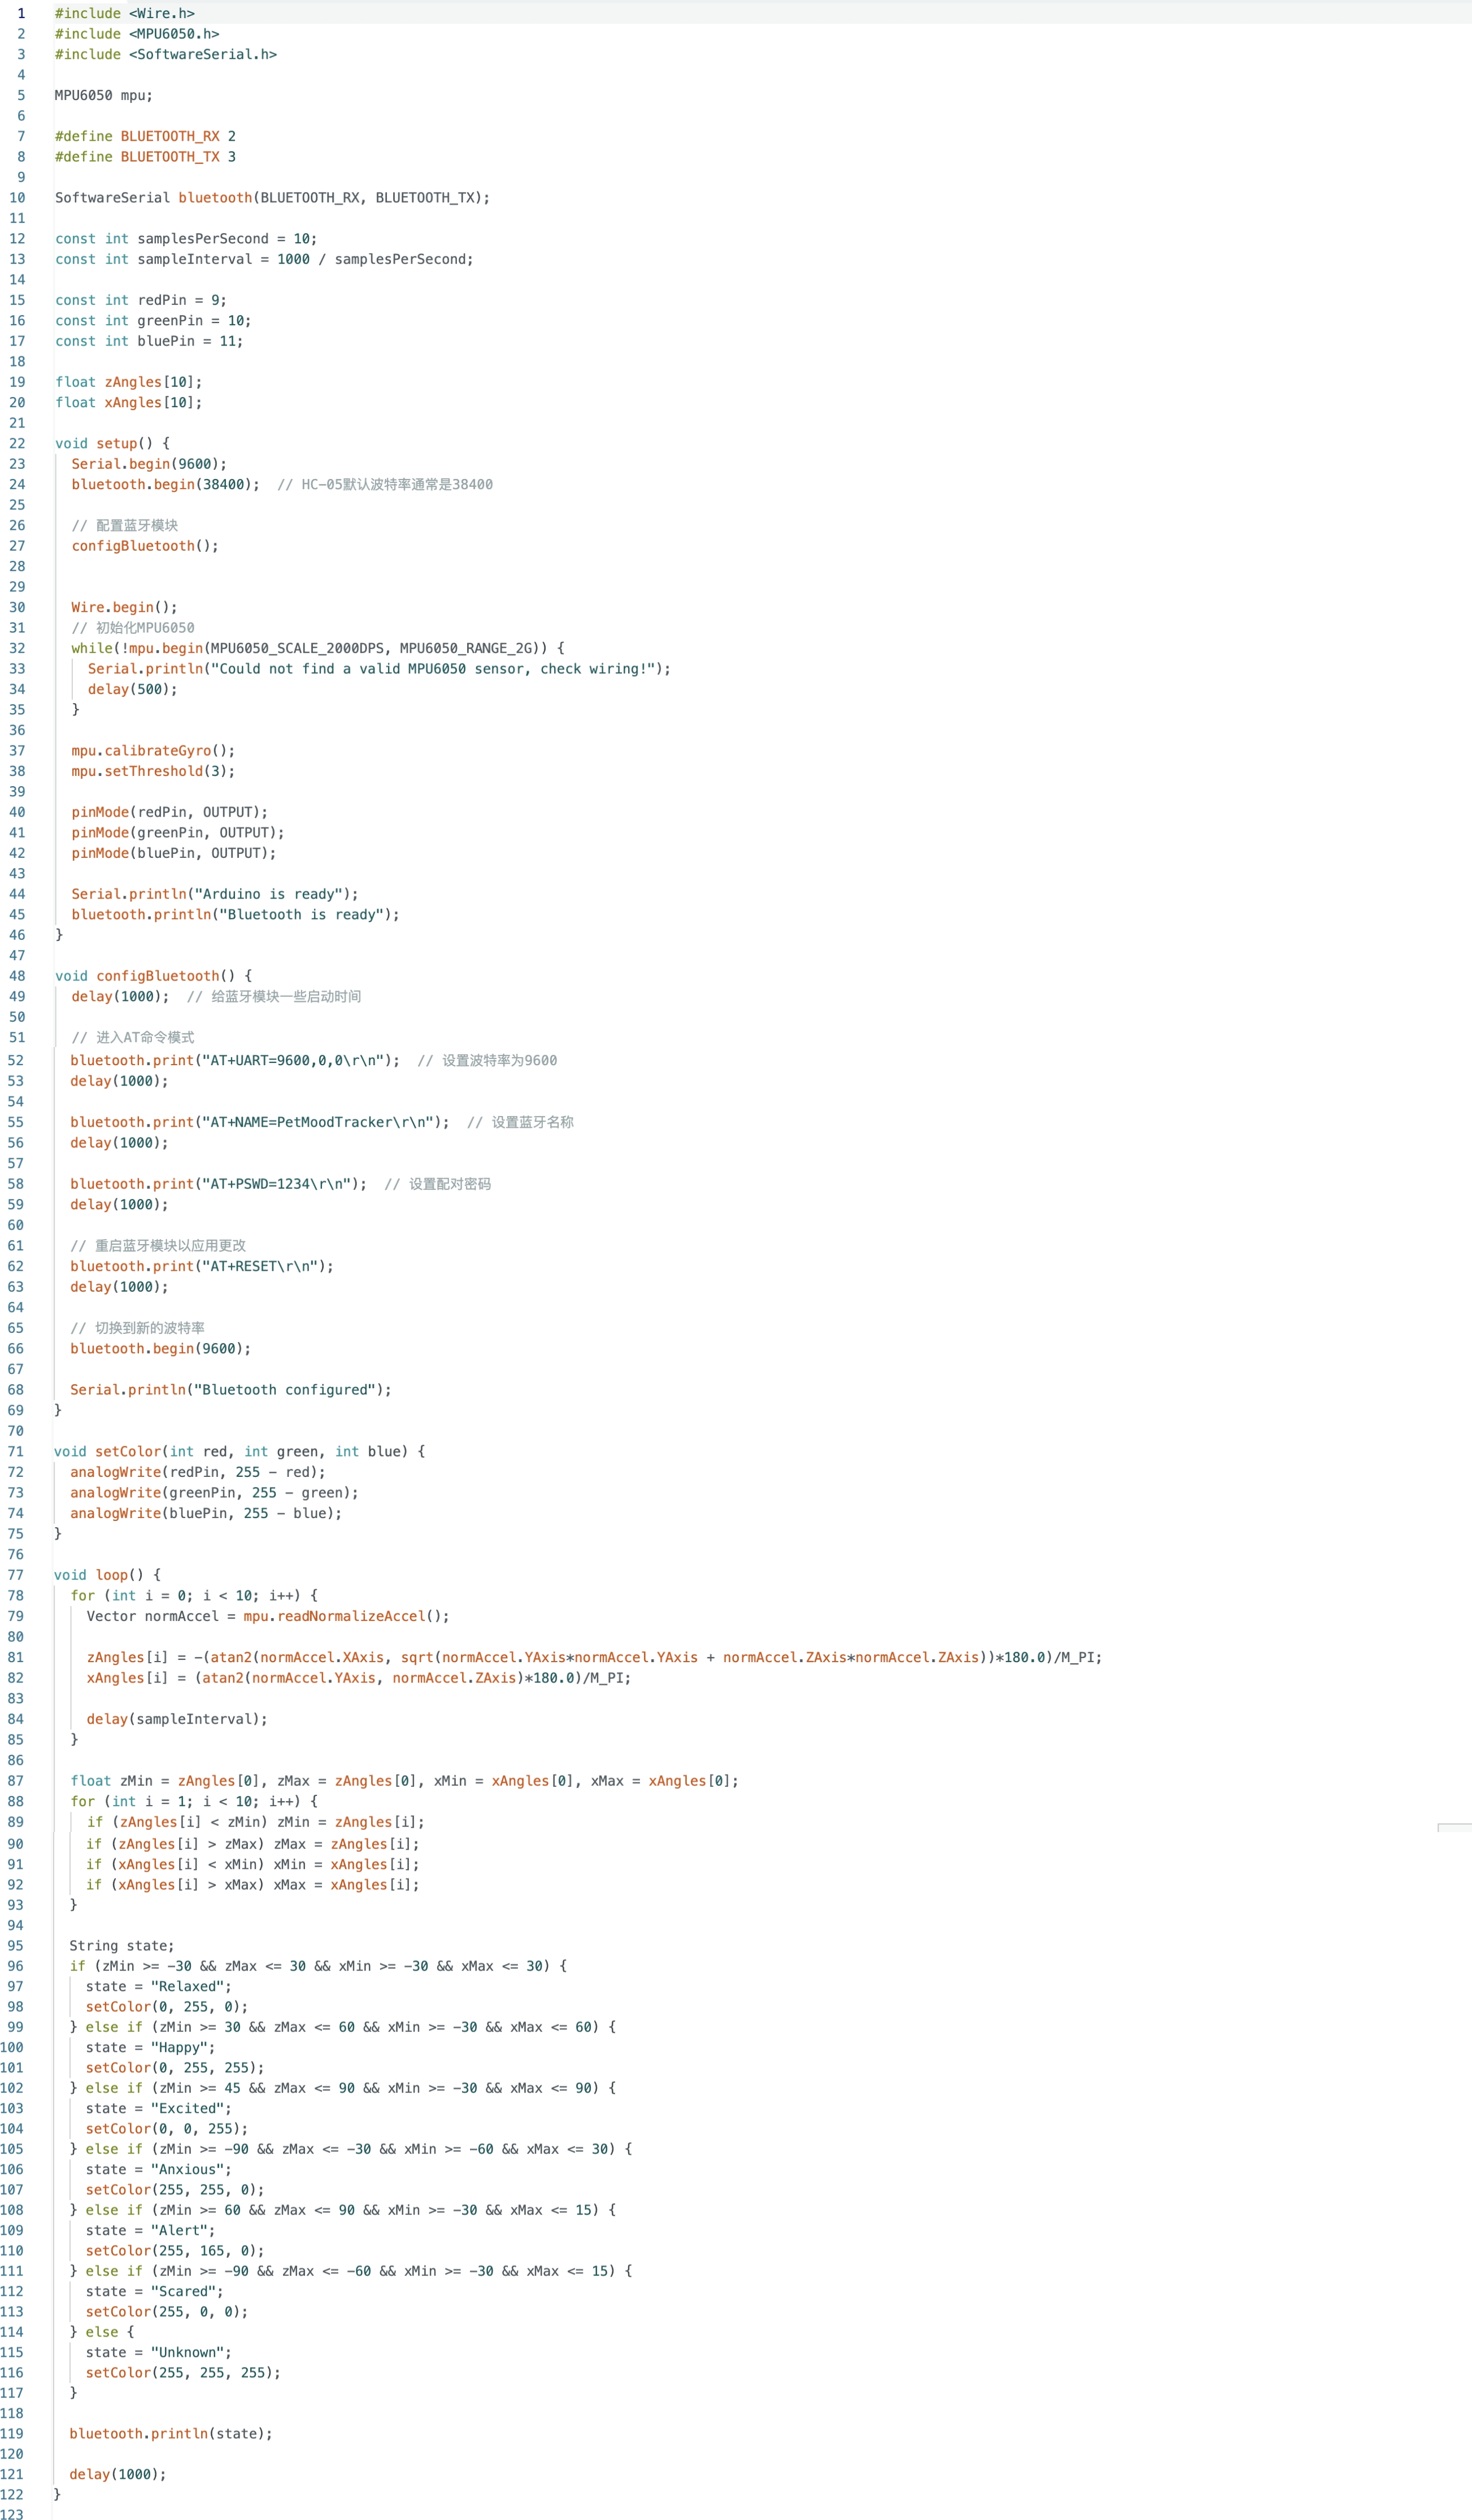 1 #include <Wire.h>
2 #include <MPU6050.h>
3 #include <SoftwareSerial.h>
4
5 MPU6050 mpu;
6
7 #define BLUETOOTH_RX 2
8 #define BLUETOOTH_TX 3
9
10 SoftwareSerial bluetooth(BLUETOOTH_RX, BLUETOOTH_TX);
11
12 const int samplesPerSecond = 10;
13 const int sampleInterval = 1000 / samplesPerSecond;
14
15 const int redPin = 9;
16 const int greenPin = 10;
17 const int bluePin = 11;
18
19 float zAngles[10];
20 float xAngles[10];
21
22 void setup() {
23   Serial.begin(9600);
24   bluetooth.begin(38400);  // HC-05默认波特率通常是38400
25
26   // 配置蓝牙模块
27   configBluetooth();
28
29
30   Wire.begin();
31   // 初始化MPU6050
32   while(!mpu.begin(MPU6050_SCALE_2000DPS, MPU6050_RANGE_2G)) {
33     Serial.println("Could not find a valid MPU6050 sensor, check wiring!");
34     delay(500);
35   }
36
37   mpu.calibrateGyro();
38   mpu.setThreshold(3);
39
40   pinMode(redPin, OUTPUT);
41   pinMode(greenPin, OUTPUT);
42   pinMode(bluePin, OUTPUT);
43
44   Serial.println("Arduino is ready");
45   bluetooth.println("Bluetooth is ready");
46 }
47
48 void configBluetooth() {
49   delay(1000);  // 给蓝牙模块一些启动时间
50
51   // 进入AT命令模式
52   bluetooth.print("AT+UART=9600,0,0\r\n");  // 设置波特率为9600
53   delay(1000);
54
55   bluetooth.print("AT+NAME=PetMoodTracker\r\n");  // 设置蓝牙名称
56   delay(1000);
57
58   bluetooth.print("AT+PSWD=1234\r\n");  // 设置配对密码
59   delay(1000);
60
61   // 重启蓝牙模块以应用更改
62   bluetooth.print("AT+RESET\r\n");
63   delay(1000);
64
65   // 切换到新的波特率
66   bluetooth.begin(9600);
67
68   Serial.println("Bluetooth configured");
69 }
70
71 void setColor(int red, int green, int blue) {
72   analogWrite(redPin, 255 - red);
73   analogWrite(greenPin, 255 - green);
74   analogWrite(bluePin, 255 - blue);
75 }
76
77 void loop() {
78   for (int i = 0; i < 10; i++) {
79     Vector normAccel = mpu.readNormalizeAccel();
80
81     zAngles[i] = -(atan2(normAccel.XAxis, sqrt(normAccel.YAxis*normAccel.YAxis + normAccel.ZAxis*normAccel.ZAxis))*180.0)/M_PI;
82     xAngles[i] = (atan2(normAccel.YAxis, normAccel.ZAxis)*180.0)/M_PI;
83
84     delay(sampleInterval);
85   }
86
87   float zMin = zAngles[0], zMax = zAngles[0], xMin = xAngles[0], xMax = xAngles[0];
88   for (int i = 1; i < 10; i++) {
89     if (zAngles[i] < zMin) zMin = zAngles[i];
90     if (zAngles[i] > zMax) zMax = zAngles[i];
91     if (xAngles[i] < xMin) xMin = xAngles[i];
92     if (xAngles[i] > xMax) xMax = xAngles[i];
93   }
94
95   String state;
96   if (zMin >= -30 && zMax <= 30 && xMin >= -30 && xMax <= 30) {
97     state = "Relaxed";
98     setColor(0, 255, 0);
99   } else if (zMin >= 30 && zMax <= 60 && xMin >= -30 && xMax <= 60) {
100     state = "Happy";
101     setColor(0, 255, 255);
102   } else if (zMin >= 45 && zMax <= 90 && xMin >= -30 && xMax <= 90) {
103     state = "Excited";
104     setColor(0, 0, 255);
105   } else if (zMin >= -90 && zMax <= -30 && xMin >= -60 && xMax <= 30) {
106     state = "Anxious";
107     setColor(255, 255, 0);
108   } else if (zMin >= 60 && zMax <= 90 && xMin >= -30 && xMax <= 15) {
109     state = "Alert";
110     setColor(255, 165, 0);
111   } else if (zMin >= -90 && zMax <= -60 && xMin >= -30 && xMax <= 15) {
112     state = "Scared";
113     setColor(255, 0, 0);
114   } else {
115     state = "Unknown";
116     setColor(255, 255, 255);
117   }
118
119   bluetooth.println(state);
120
121   delay(1000);
122 }
123